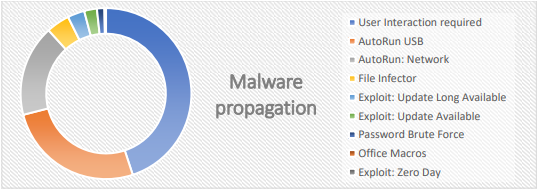 Malware
propagation
User Interaction required
AutoRun USB
AutoRun: Network
File Infector
Exploit: Update Long Available
Exploit: Update Available
Password Brute Force
Office Macros
Exploit: Zero Day